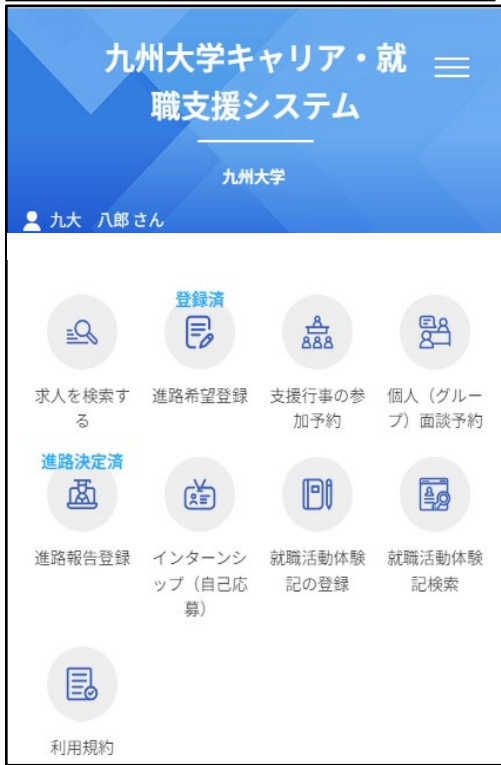 九州大学キャリア・就
職支援システム
九州大学
九大　八郎さん
登録済
求人を検索す
る
進路希望登録
支援行事の参
加予約
個人（グルー
プ）面談予約
進路決定済
進路報告登録
インターンシ
ップ（自己応
募）
就職活動体験
記の登録
就職活動体験
記検索
利用規約